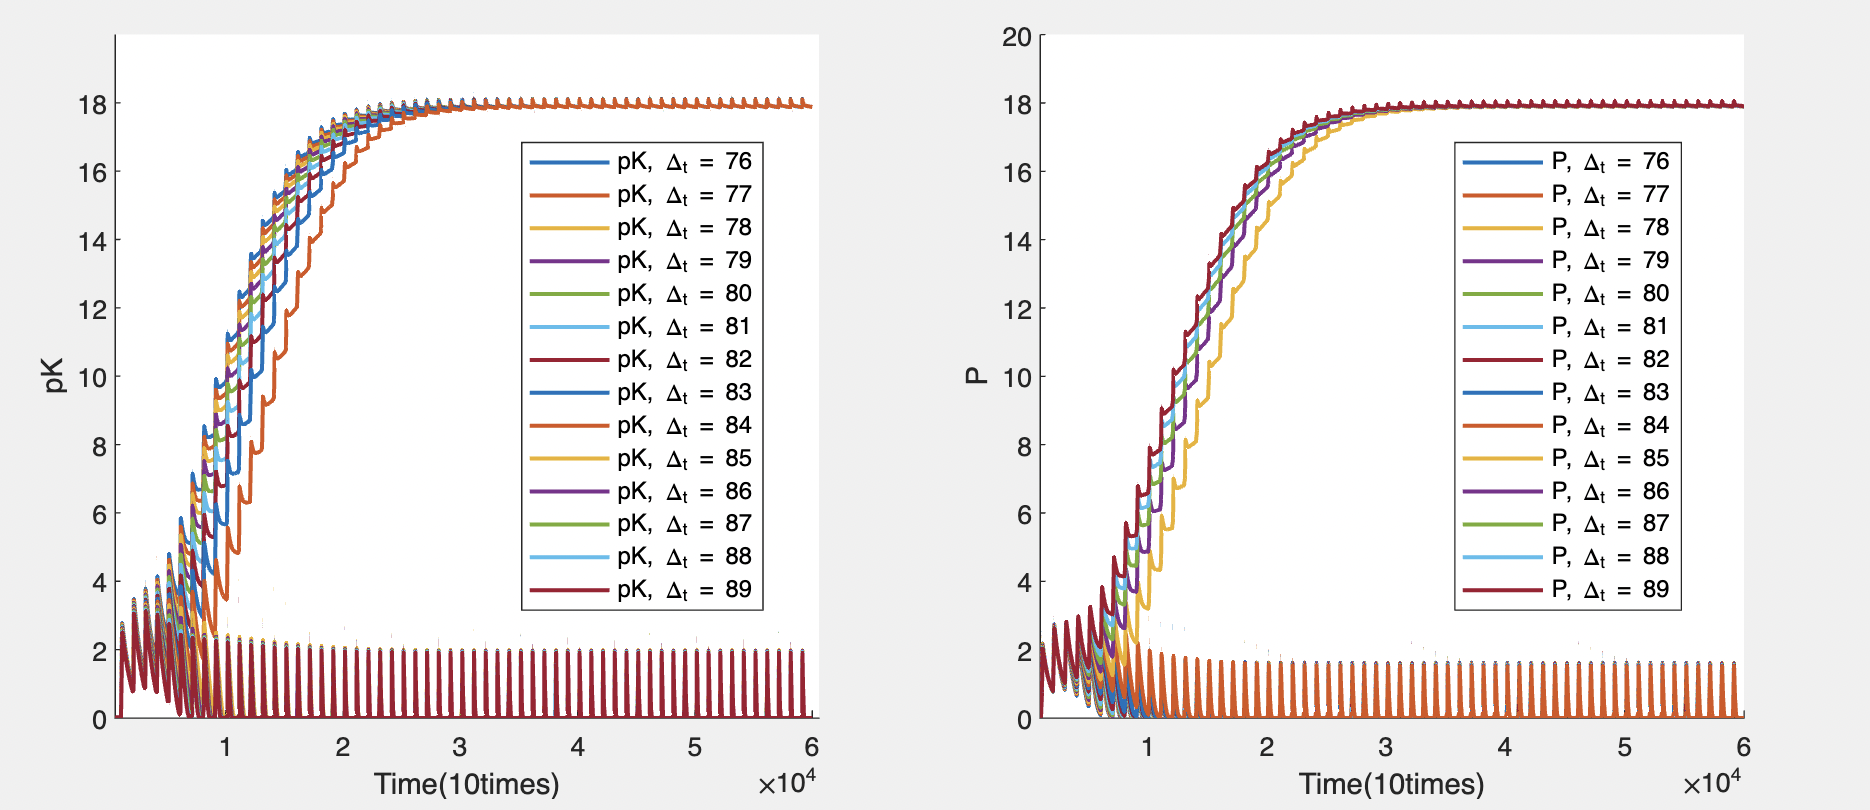 pK
18
16
14
12
10
8
6
4
2
0
pK, Δt = 76
pK, Δt = 77
pK, Δt = 78
pK, Δt = 79
pK, Δt = 80
pK, Δt = 81
pK, Δt = 82
pK, Δt = 83
pK, Δt = 84
pK, Δt = 85
pK, Δt = 86
pK, Δt = 87
pK, Δt = 88
pK, Δt = 89
1 2 3 4 5 6
Time(10times)
×10⁴
P
20
18
16
14
12
10
8
6
4
2
0
P, Δt = 76
P, Δt = 77
P, Δt = 78
P, Δt = 79
P, Δt = 80
P, Δt = 81
P, Δt = 82
P, Δt = 83
P, Δt = 84
P, Δt = 85
P, Δt = 86
P, Δt = 87
P, Δt = 88
P, Δt = 89
1 2 3 4 5 6
Time(10times)
×10⁴